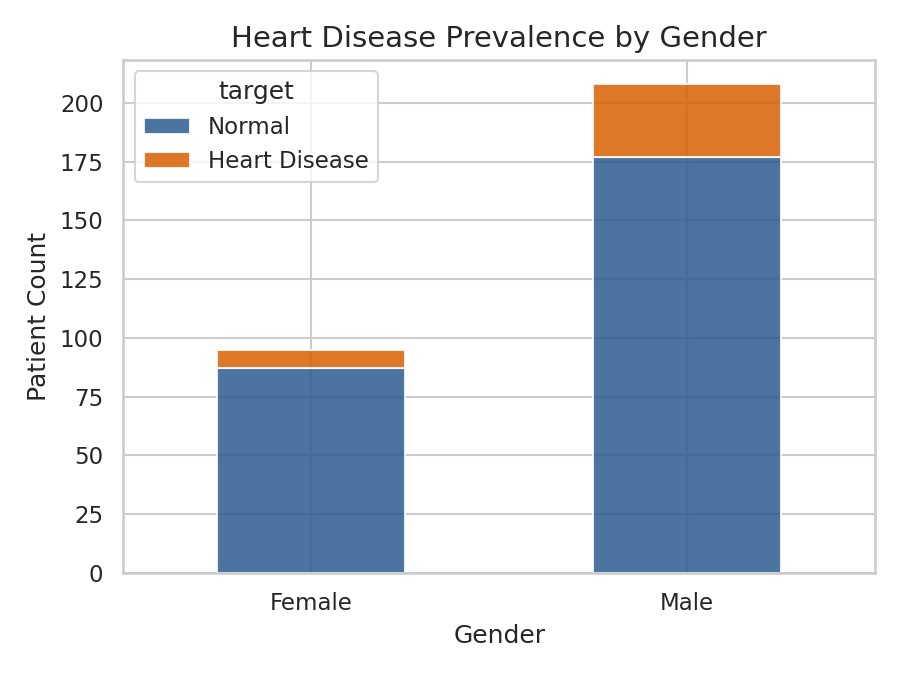 Heart Disease Prevalence by Gender
target
Normal
Heart Disease
Patient Count
200
175
150
125
100
75
50
25
0
Female
Male
Gender